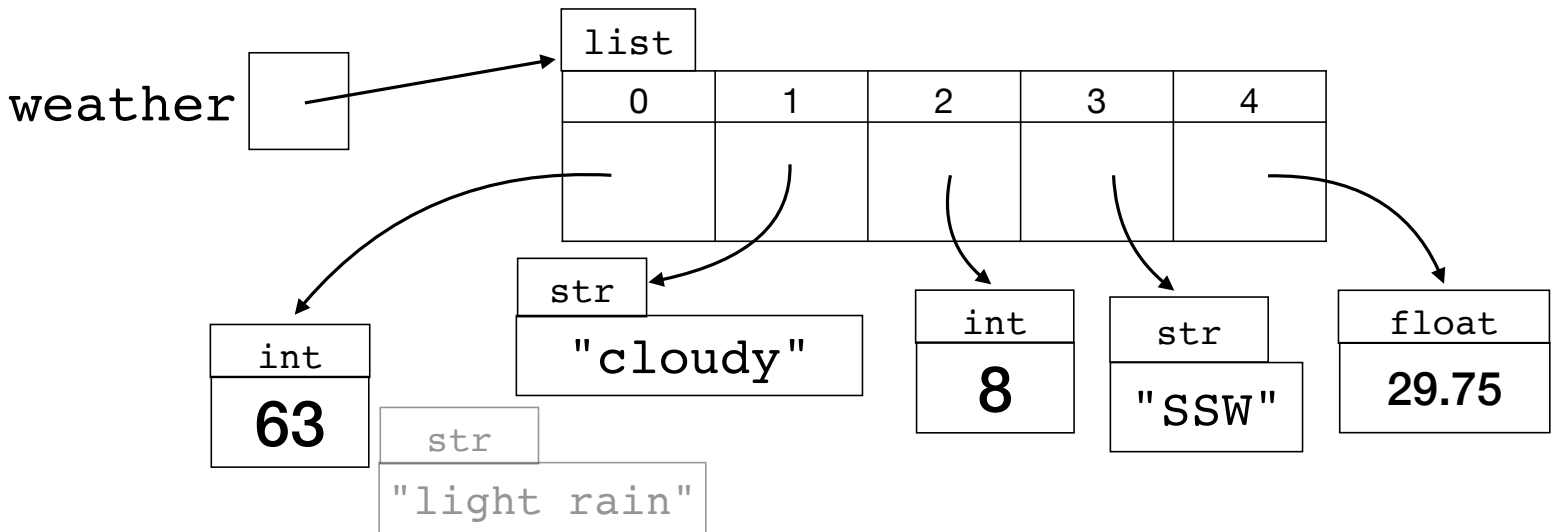 list
weather
0 1 2 3 4
str
"cloudy"
int
63
int
8
str
"SSW"
float
29.75
str
"light rain"